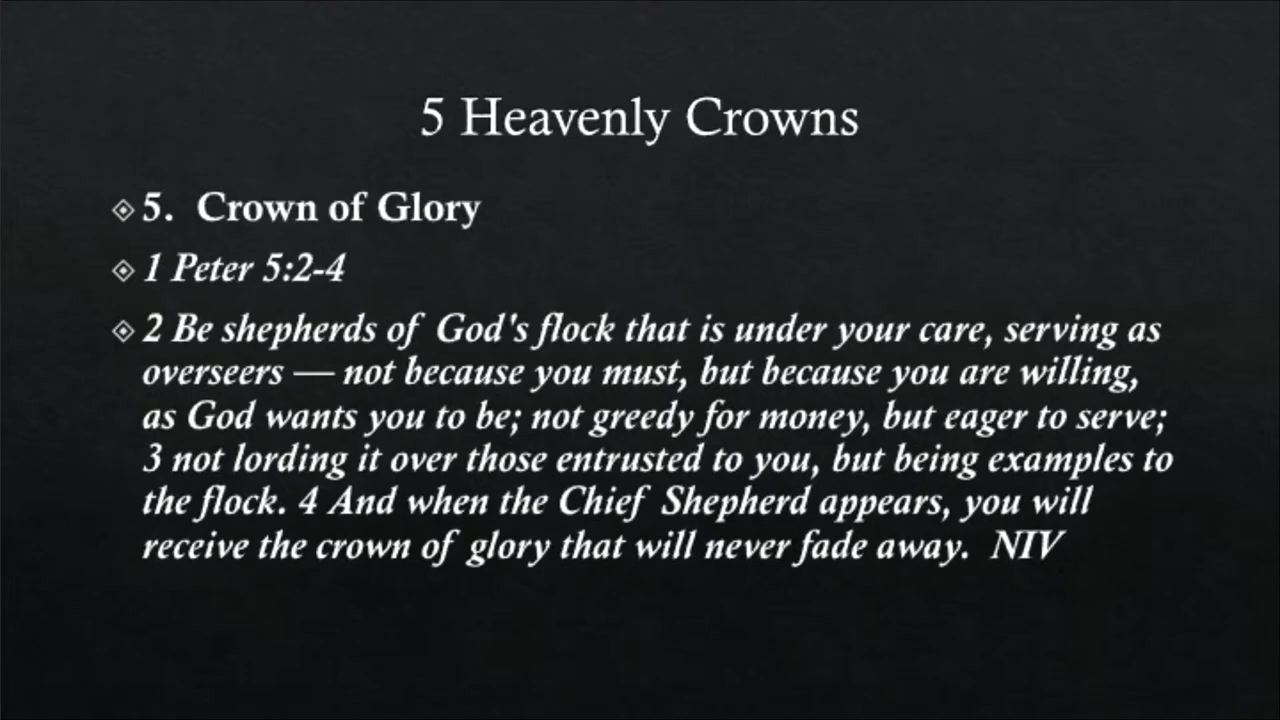 5 Heavenly Crowns
5. Crown of Glory
1 Peter 5:2-4
2 Be shepherds of God's flock that is under your care, serving as
overseers — not because you must, but because you are willing,
as God wants you to be; not greedy for money, but eager to serve;
3 not lording it over those entrusted to you, but being examples to
the flock. 4 And when the Chief Shepherd appears, you will
receive the crown of glory that will never fade away. NIV